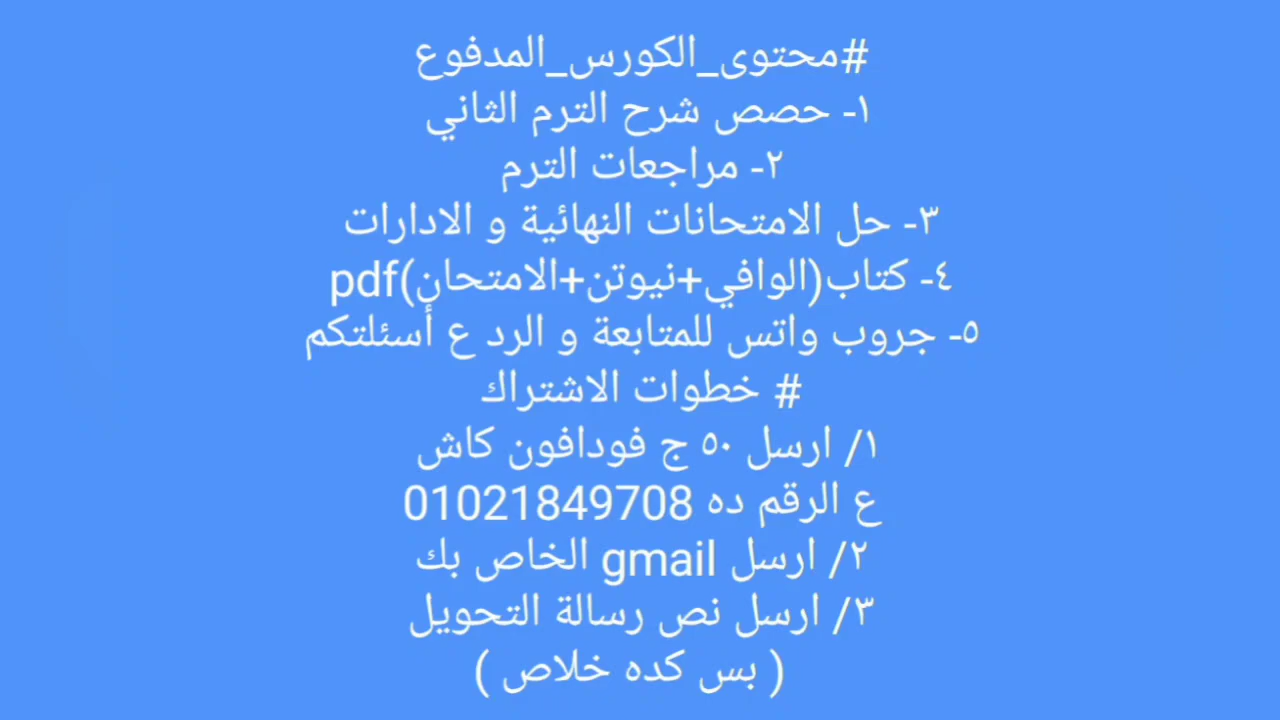 #محتوى_الكورس_المدفوع
١- حصص شرح الترم الثاني
٢- مراجعات الترم
٣- حل الامتحانات النهائية و الادارات
٤- كتاب(الوافي+نيوتن+الامتحان)pdf
٥- جروب واتس للمتابعة و الرد ع أسئلتكم
# خطوات الاشتراك
١/ ارسل ٥٠ ج فودافون كاش
ع الرقم ده 01021849708
٢/ ارسل gmail الخاص بك
٣/ ارسل نص رسالة التحويل
( بس كده خلاص )